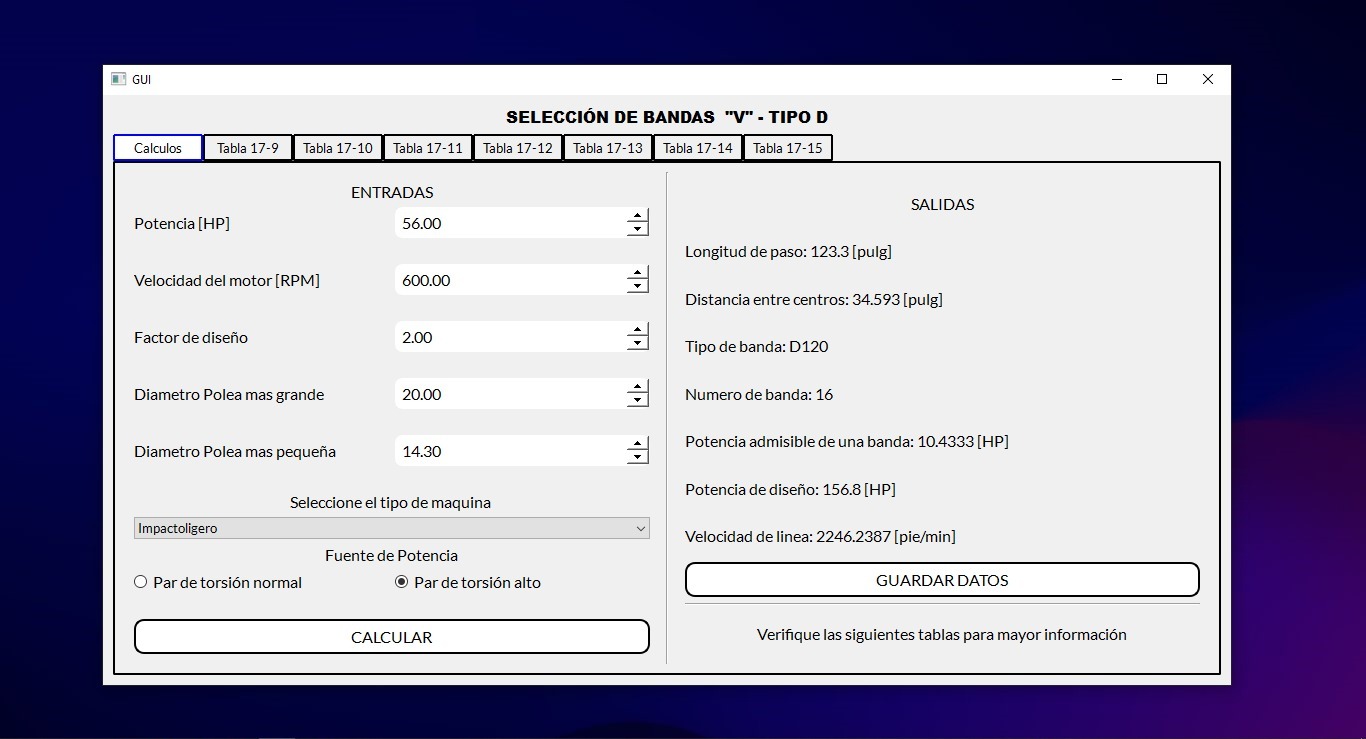 GUI
SELECCIÓN DE BANDAS "V" - TIPO D
Calculos
Tabla 17-9
Tabla 17-10
Tabla 17-11
Tabla 17-12
Tabla 17-13
Tabla 17-14
Tabla 17-15
ENTRADAS
Potencia [HP]
56.00
Velocidad del motor [RPM]
600.00
Factor de diseño
2.00
Diametro Polea mas grande
20.00
Diametro Polea mas pequeña
14.30
Seleccione el tipo de maquina
Impactoligero
Fuente de Potencia
Par de torsión normal
Par de torsión alto
CALCULAR
SALIDAS
Longitud de paso: 123.3 [pulg]
Distancia entre centros: 34.593 [pulg]
Tipo de banda: D120
Numero de banda: 16
Potencia admisible de una banda: 10.4333 [HP]
Potencia de diseño: 156.8 [HP]
Velocidad de linea: 2246.2387 [pie/min]
GUARDAR DATOS
Verifique las siguientes tablas para mayor información